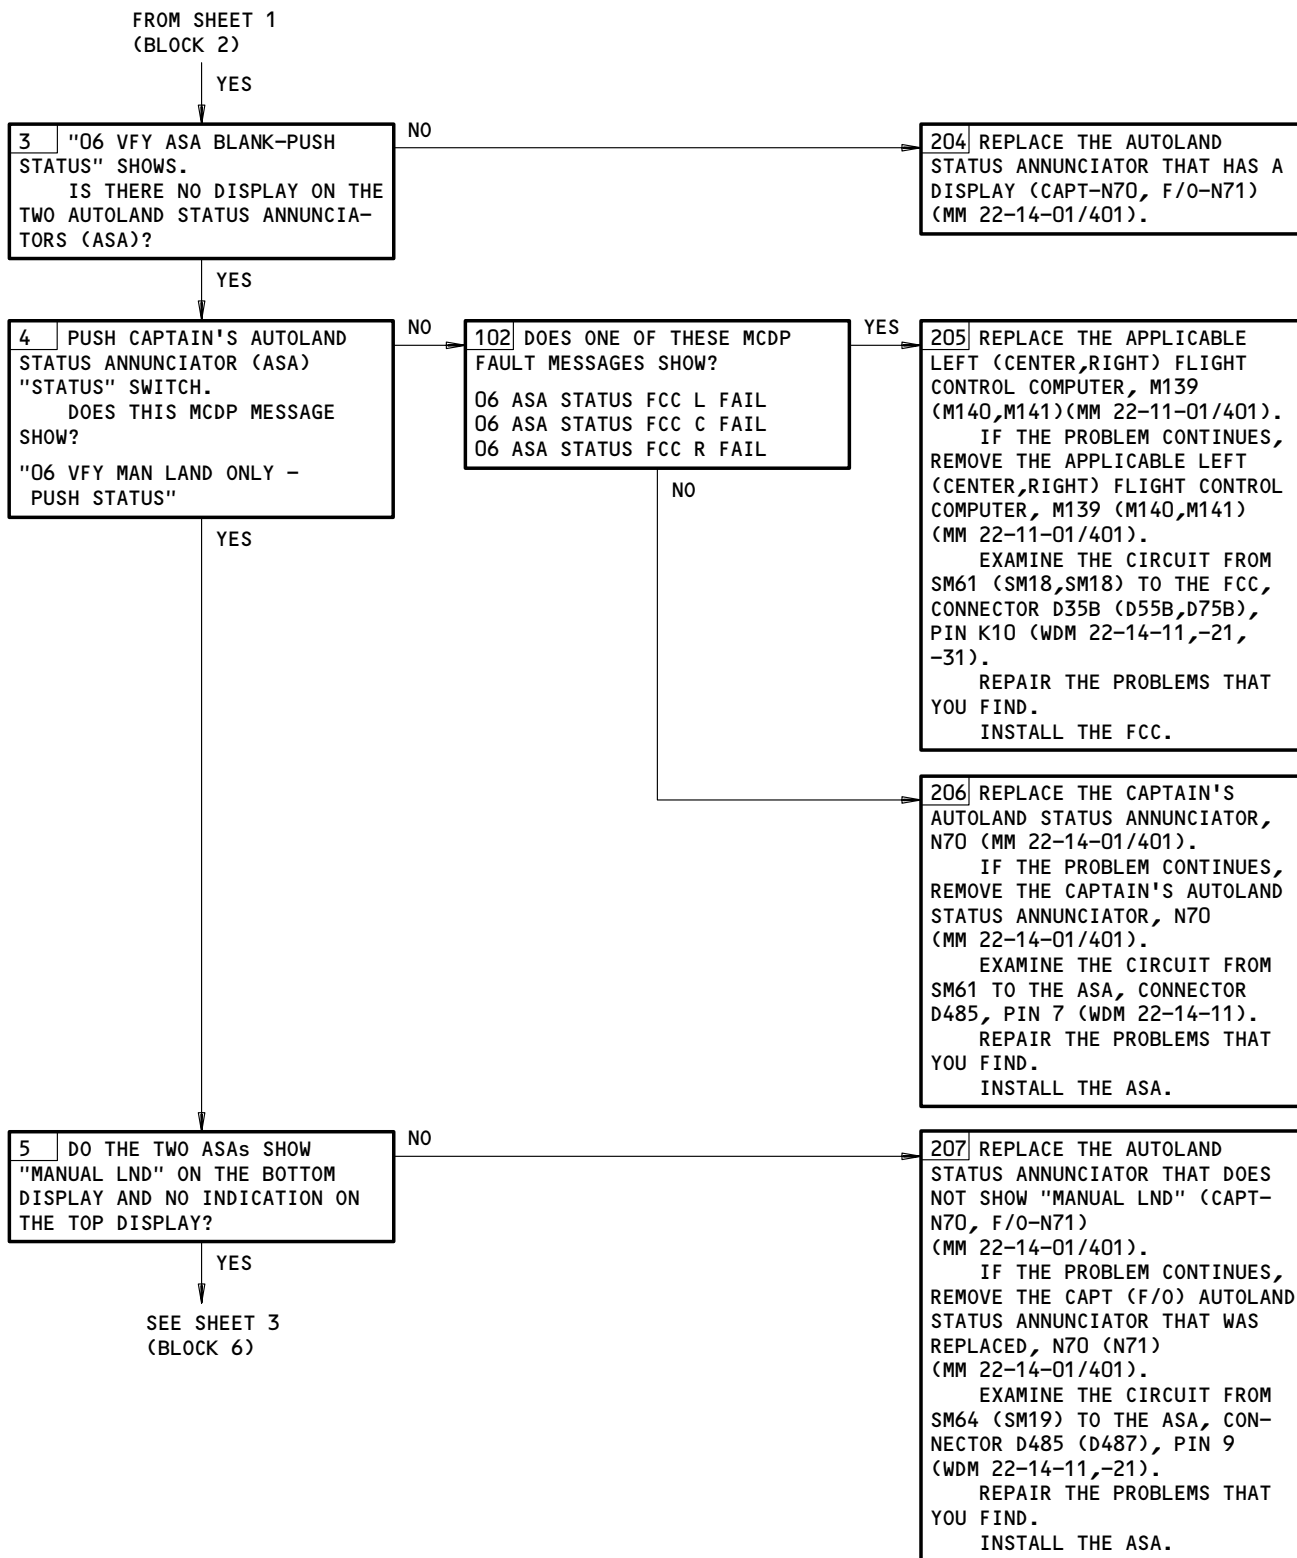 FROM SHEET 1
(BLOCK 2)
YES
3 "06 VFY ASA BLANK-PUSH
STATUS" SHOWS.
IS THERE NO DISPLAY ON THE
TWO AUTOLAND STATUS ANNUNCIA-
TORS (ASA)?
NO
204 REPLACE THE AUTOLAND
STATUS ANNUNCIATOR THAT HAS A
DISPLAY (CAPT-N70, F/O-N71)
(MM 22-14-01/401).
YES
4 PUSH CAPTAIN'S AUTOLAND
STATUS ANNUNCIATOR (ASA)
"STATUS" SWITCH.
DOES THIS MCDP MESSAGE
SHOW?
"06 VFY MAN LAND ONLY -
PUSH STATUS"
NO
102 DOES ONE OF THESE MCDP
FAULT MESSAGES SHOW?
06 ASA STATUS FCC L FAIL
06 ASA STATUS FCC C FAIL
06 ASA STATUS FCC R FAIL
YES
205 REPLACE THE APPLICABLE
LEFT (CENTER,RIGHT) FLIGHT
CONTROL COMPUTER, M139
(M140,M141)(MM 22-11-01/401).
IF THE PROBLEM CONTINUES,
REMOVE THE APPLICABLE LEFT
(CENTER,RIGHT) FLIGHT CONTROL
COMPUTER, M139 (M140,M141)
(MM 22-11-01/401).
EXAMINE THE CIRCUIT FROM
SM61 (SM18,SM18) TO THE FCC,
CONNECTOR D35B (D55B,D75B),
PIN K10 (WDM 22-14-11,-21,
-31).
REPAIR THE PROBLEMS THAT
YOU FIND.
INSTALL THE FCC.
NO
206 REPLACE THE CAPTAIN'S
AUTOLAND STATUS ANNUNCIATOR,
N70 (MM 22-14-01/401).
IF THE PROBLEM CONTINUES,
REMOVE THE CAPTAIN'S AUTOLAND
STATUS ANNUNCIATOR, N70
(MM 22-14-01/401).
EXAMINE THE CIRCUIT FROM
SM61 TO THE ASA, CONNECTOR
D485, PIN 7 (WDM 22-14-11).
REPAIR THE PROBLEMS THAT
YOU FIND.
INSTALL THE ASA.
YES
5 DO THE TWO ASAs SHOW
"MANUAL LND" ON THE BOTTOM
DISPLAY AND NO INDICATION ON
THE TOP DISPLAY?
NO
207 REPLACE THE AUTOLAND
STATUS ANNUNCIATOR THAT DOES
NOT SHOW "MANUAL LND" (CAPT-
N70, F/O-N71)
(MM 22-14-01/401).
IF THE PROBLEM CONTINUES,
REMOVE THE CAPT (F/O) AUTOLAND
STATUS ANNUNCIATOR THAT WAS
REPLACED, N70 (N71)
(MM 22-14-01/401).
EXAMINE THE CIRCUIT FROM
SM64 (SM19) TO THE ASA, CON-
NECTOR D485 (D487), PIN 9
(WDM 22-14-11,-21).
REPAIR THE PROBLEMS THAT
YOU FIND.
INSTALL THE ASA.
YES
SEE SHEET 3
(BLOCK 6)